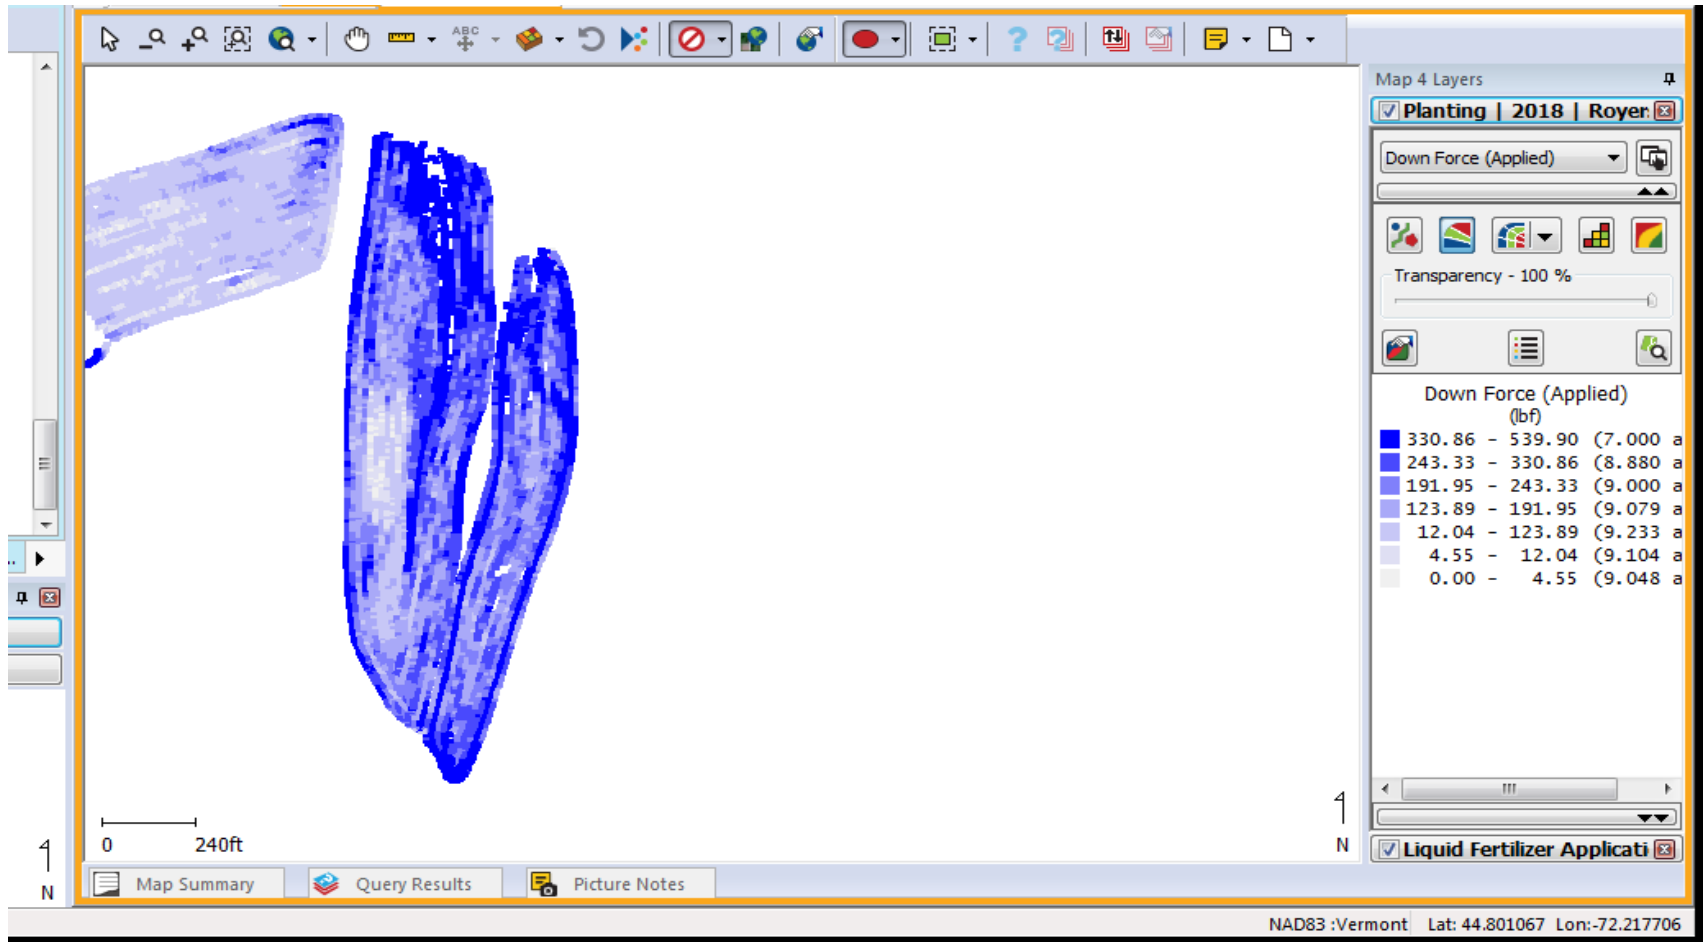 ABC
Map 4 Layers
Planting | 2018 | Royer
Down Force (Applied)
Transparency - 100 %
Down Force (Applied)
(lbf)
330.86 - 539.90 (7.000 a
243.33 - 330.86 (8.880 a
191.95 - 243.33 (9.000 a
123.89 - 191.95 (9.079 a
12.04 - 123.89 (9.233 a
4.55 - 12.04 (9.104 a
0.00 - 4.55 (9.048 a
0 240ft
N
N
Liquid Fertilizer Applicati
Map Summary
Query Results
Picture Notes
NAD83 :Vermont Lat: 44.801067 Lon:-72.217706